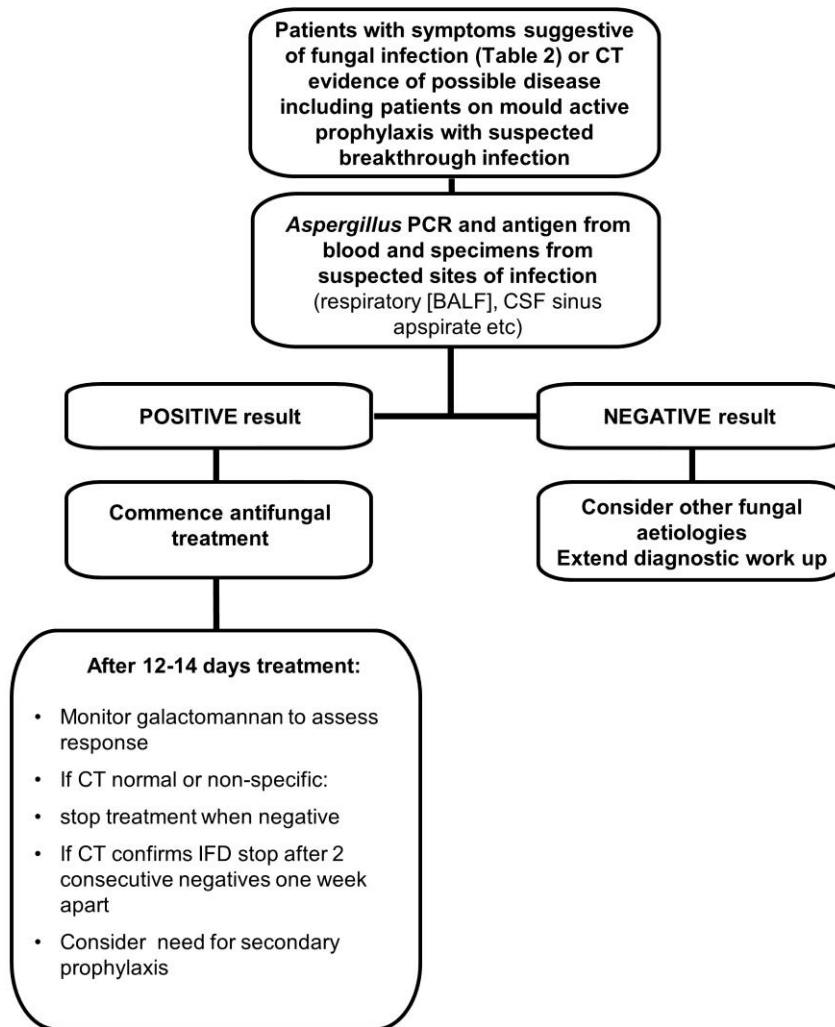 Patients with symptoms suggestive
of fungal infection (Table 2) or CT
evidence of possible disease
including patients on mould active
prophylaxis with suspected
breakthrough infection
Aspergillus PCR and antigen from
blood and specimens from
suspected sites of infection
(respiratory [BALF], CSF sinus
apspirate etc)
POSITIVE result
NEGATIVE result
Commence antifungal
treatment
Consider other fungal
aetiologies
Extend diagnostic work up
After 12-14 days treatment:
• Monitor galactomannan to assess
response
• If CT normal or non-specific:
• stop treatment when negative
• If CT confirms IFD stop after 2
consecutive negatives one week
apart
• Consider need for secondary
prophylaxis